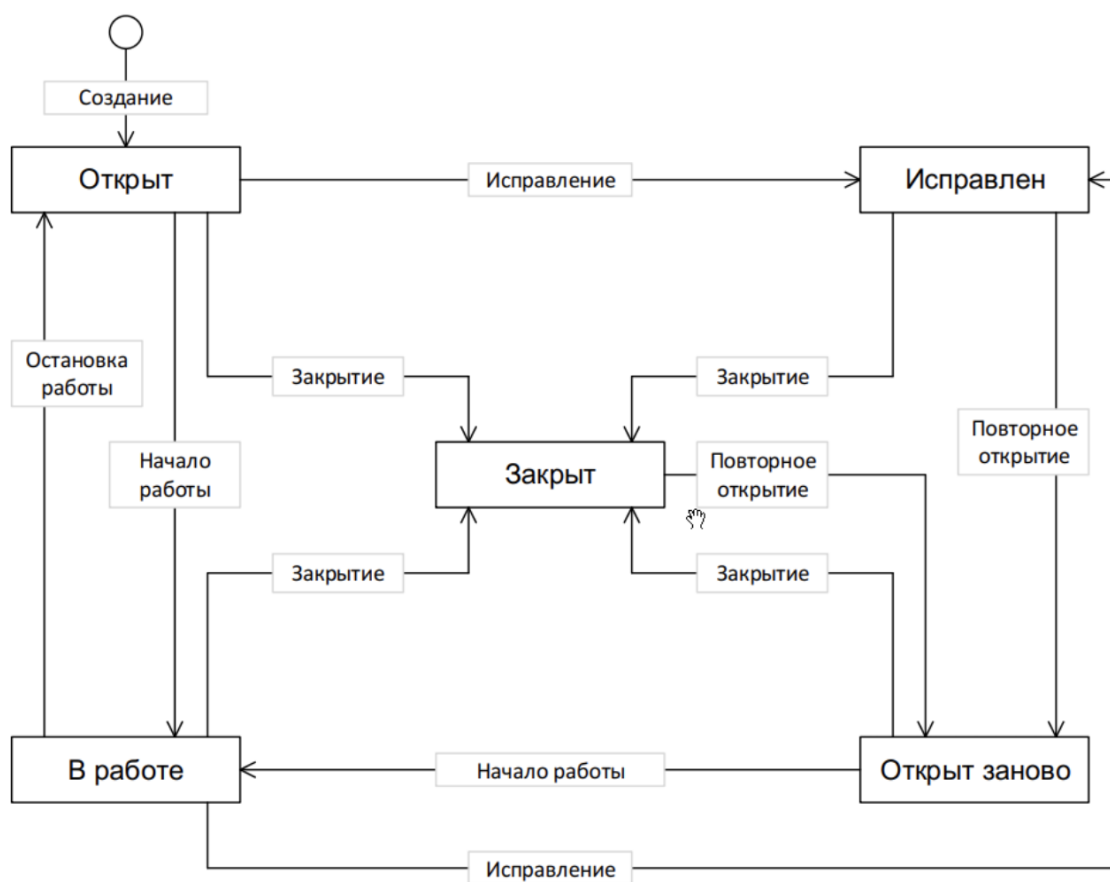 Создание
Открыт
Исправление
Исправлен
Остановка
работы
Закрытие
Закрытие
Начало
работы
Закрыт
Повторное
открытие
Повторное
открытие
Закрытие
Закрытие
В работе
Начало работы
Открыт заново
Исправление